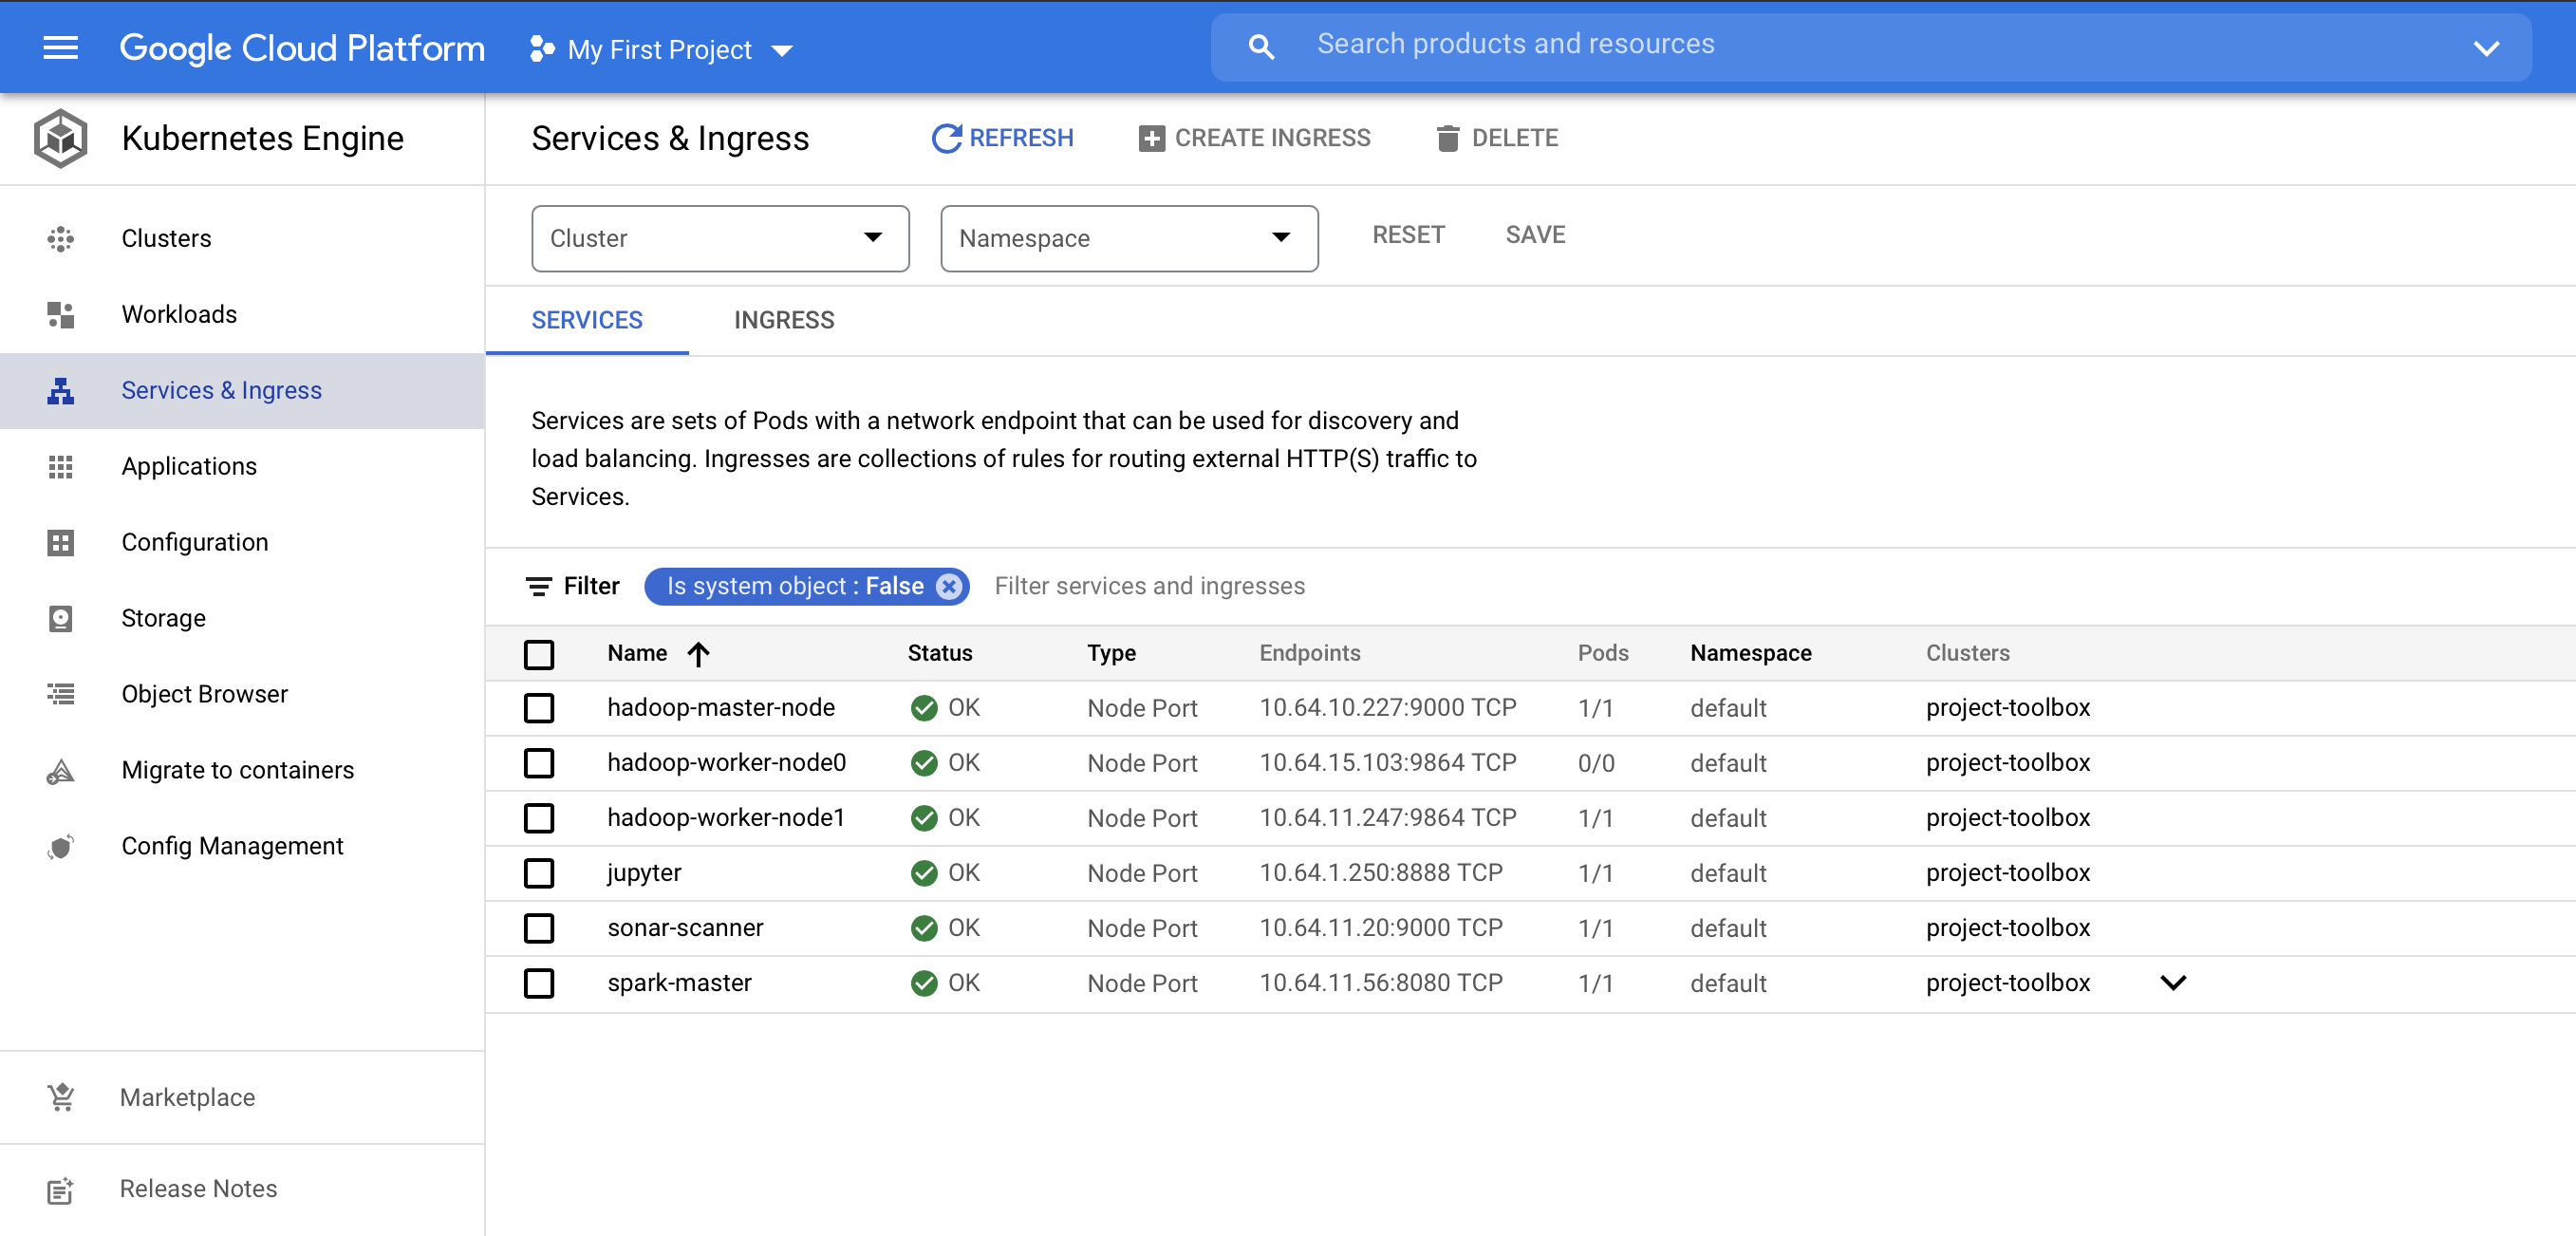 Google Cloud Platform My First Project Search products and resources
Kubernetes Engine
Clusters
Workloads
Services & Ingress
Applications
Configuration
Storage
Object Browser
Migrate to containers
Config Management
Marketplace
Release Notes
Services & Ingress REFRESH CREATE INGRESS DELETE
Cluster Namespace RESET SAVE
SERVICES INGRESS
Services are sets of Pods with a network endpoint that can be used for discovery and
load balancing. Ingresses are collections of rules for routing external HTTP(S) traffic to
Services.
Filter Is system object : False Filter services and ingresses
Name Status Type Endpoints Pods Namespace Clusters
hadoop-master-node OK Node Port 10.64.10.227:9000 TCP 1/1 default project-toolbox
hadoop-worker-node0 OK Node Port 10.64.15.103:9864 TCP 0/0 default project-toolbox
hadoop-worker-node1 OK Node Port 10.64.11.247:9864 TCP 1/1 default project-toolbox
jupyter OK Node Port 10.64.1.250:8888 TCP 1/1 default project-toolbox
sonar-scanner OK Node Port 10.64.11.20:9000 TCP 1/1 default project-toolbox
spark-master OK Node Port 10.64.11.56:8080 TCP 1/1 default project-toolbox